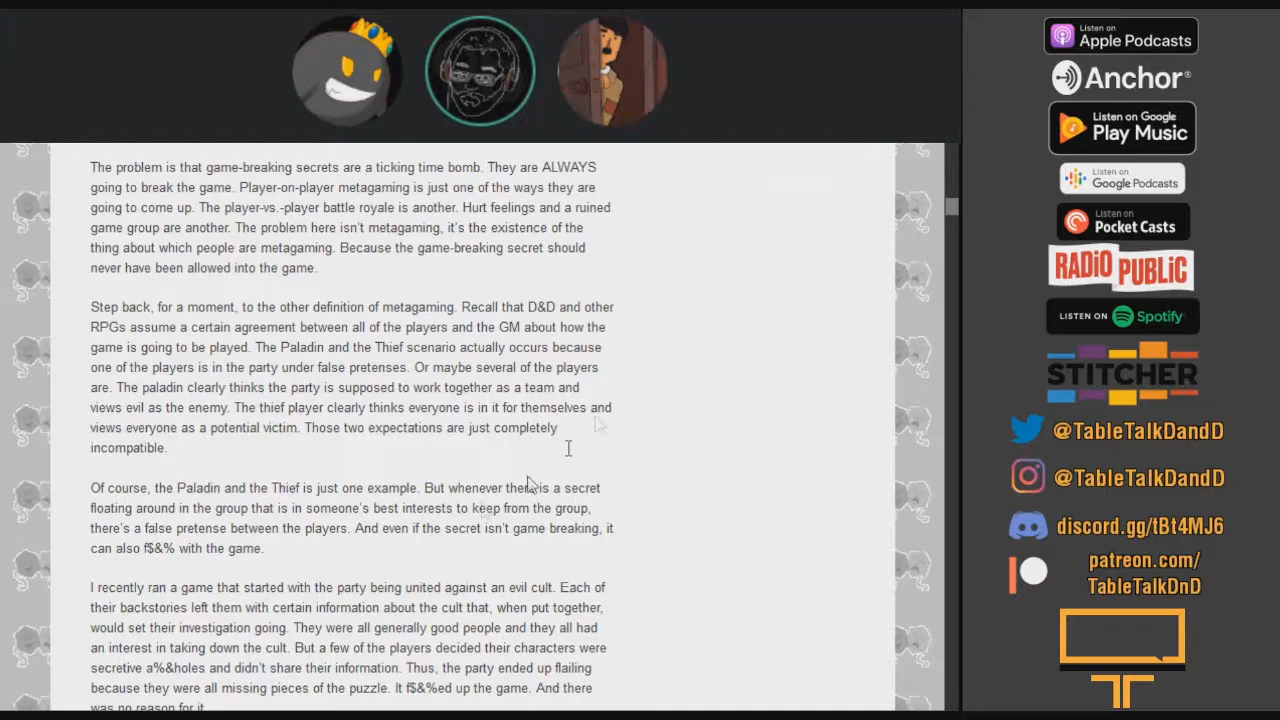 The problem is that game-breaking secrets are a ticking time bomb. They are ALWAYS
going to break the game. Player-on-player metagaming is just one of the ways they are
going to come up. The player-vs.-player battle royale is another. Hurt feelings and a ruined
game group are another. The problem here isn't metagaming, it's the existence of the
thing about which people are metagaming. Because the game-breaking secret should
never have been allowed into the game.
Step back, for a moment, to the other definition of metagaming. Recall that D&D and other
RPGs assume a certain agreement between all of the players and the GM about how the
game is going to be played. The Paladin and the Thief scenario actually occurs because
one of the players is in the party under false pretenses. Or maybe several of the players
are. The paladin clearly thinks the party is supposed to work together as a team and
views evil as the enemy. The thief player clearly thinks everyone is in it for themselves and
views everyone as a potential victim. Those two expectations are just completely
incompatible.
Of course, the Paladin and the Thief is just one example. But whenever there is a secret
floating around in the group that is in someone's best interests to keep from the group,
there's a false pretense between the players. And even if the secret isn't game breaking, it
can also f$&% with the game.
I recently ran a game that started with the party being united against an evil cult. Each of
their backstories left them with certain information about the cult that, when put together,
would set their investigation going. They were all generally good people and they all had
an interest in taking down the cult. But a few of the players decided their characters were
secretive a%&holes and didn't share their information. Thus, the party ended up flailing
because they were all missing pieces of the puzzle. It f$&%ed up the game. And there
was no reason for it.
Listen on
Apple Podcasts
Anchor®
Listen on Google
Play Music
Listen on
Google Podcasts
Listen on
Pocket Casts
RADIO PUBLIC
LISTEN ON Spotify
STITCHER
@TableTalkDandD
@TableTalkDandD
discord.gg/tBt4MJ6
patreon.com/
TableTalkDnD